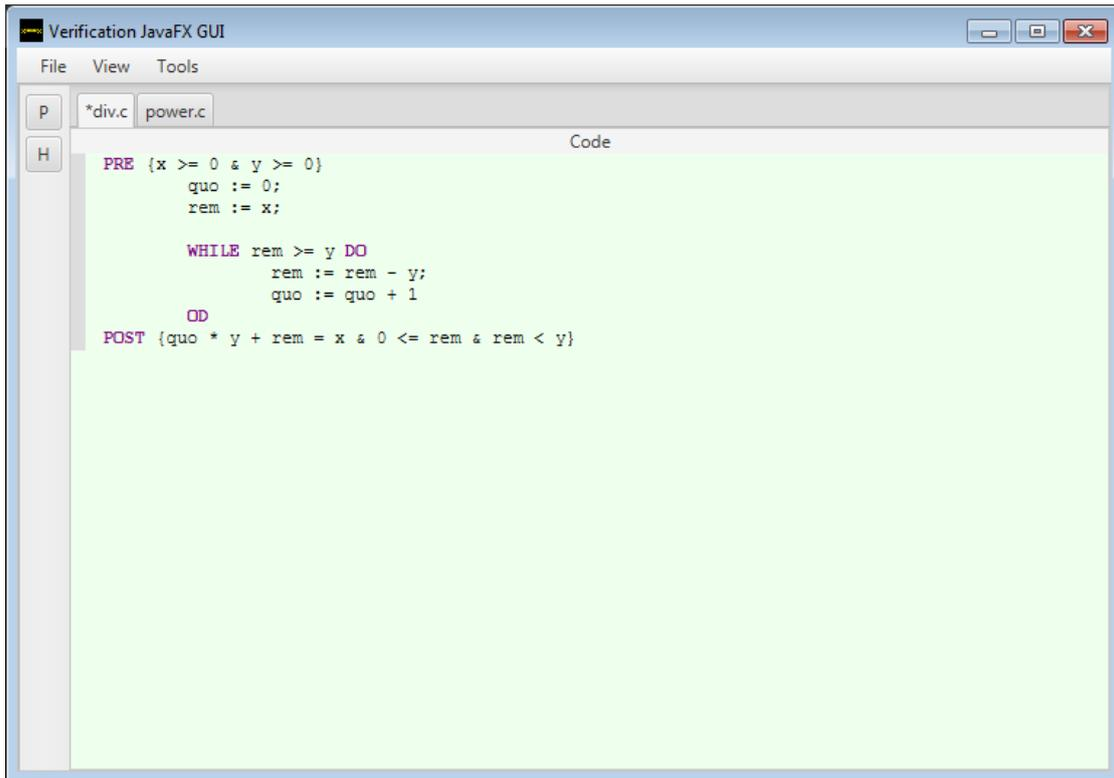 Verification JavaFX GUI
File View Tools
P
H
*div.c power.c
Code
PRE {x >= 0 & y >= 0}
quo := 0;
rem := x;
WHILE rem >= y DO
rem := rem - y;
quo := quo + 1
OD
POST {quo * y + rem = x & 0 <= rem & rem < y}